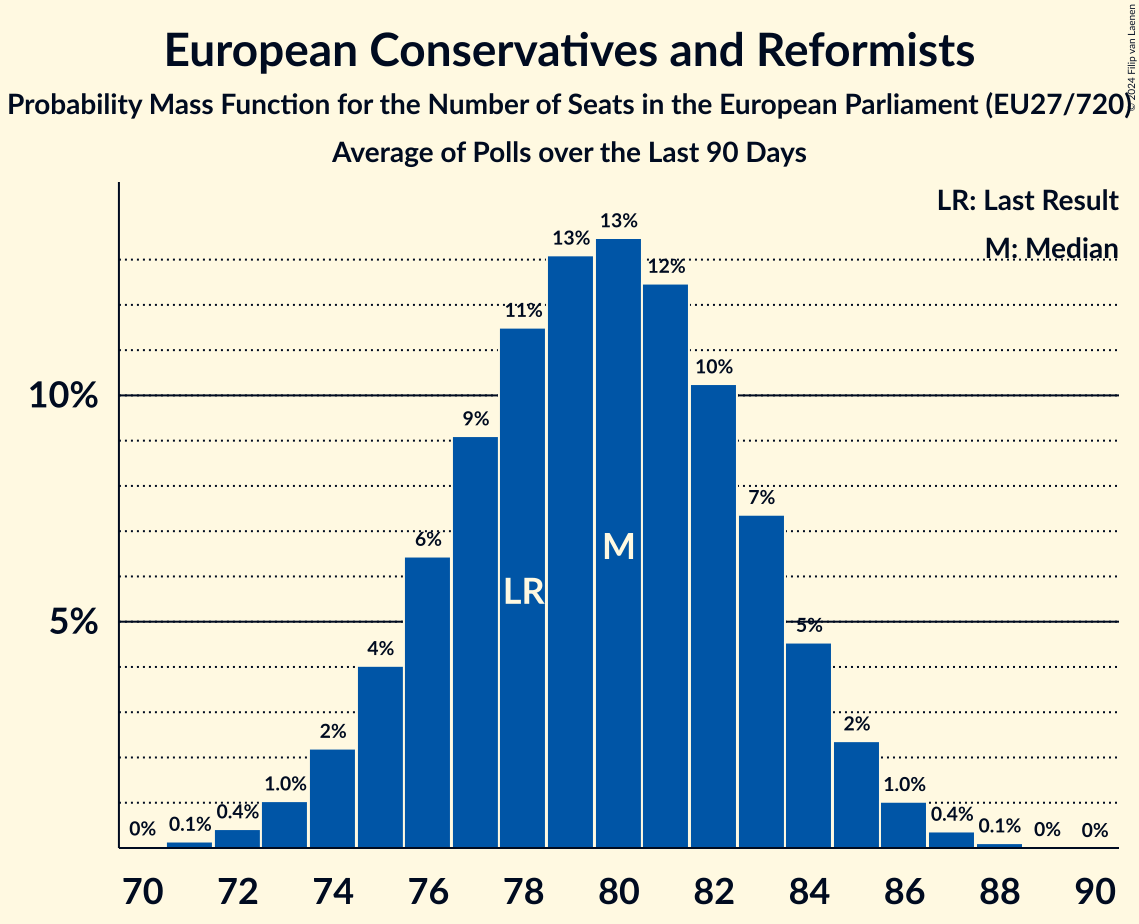 European Conservatives and Reformists
Probability Mass Function for the Number of Seats in the European Parliament (EU27/720)
Average of Polls over the Last 90 Days
© 2024 Filip van Laenen
LR: Last Result
M: Median
10%
5%
0%
0.1%
0.4%
1.0%
2%
4%
6%
9%
11%
13%
13%
12%
10%
7%
5%
2%
1.0%
0.4%
0.1%
0%
0%
LR
M
70 72 74 76 78 80 82 84 86 88 90